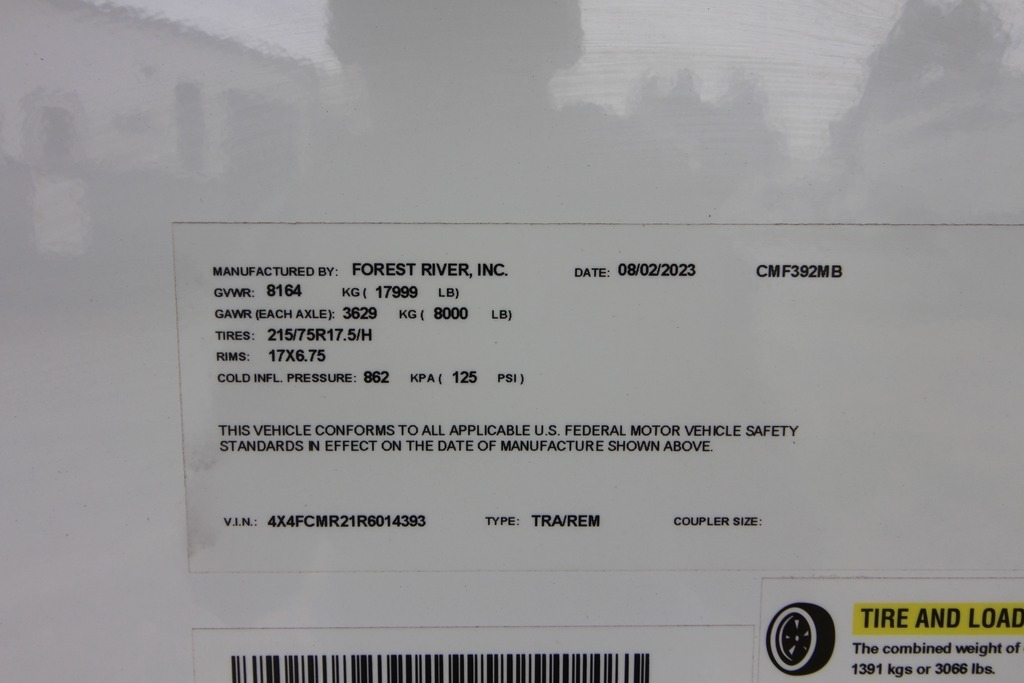 MANUFACTURED BY: FOREST RIVER, INC. DATE: 08/02/2023 CMF392MB
GVWR: 8164 KG ( 17999 LB)
GAWR (EACH AXLE): 3629 KG ( 8000 LB)
TIRES: 215/75R17.5/H
RIMS: 17X6.75
COLD INFL. PRESSURE: 862 KPA ( 125 PSI )
THIS VEHICLE CONFORMS TO ALL APPLICABLE U.S. FEDERAL MOTOR VEHICLE SAFETY
STANDARDS IN EFFECT ON THE DATE OF MANUFACTURE SHOWN ABOVE.
V.I.N.: 4X4FCMR21R6014393 TYPE: TRA/REM COUPLER SIZE:
TIRE AND LOAD
The combined weight of
1391 kgs or 3066 lbs.